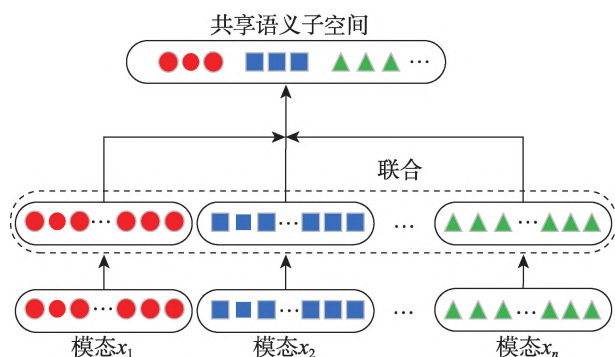 共享语义子空间
…
联合
… … … …
… … … …
模态x₁ 模态x₂ 模态xₙ